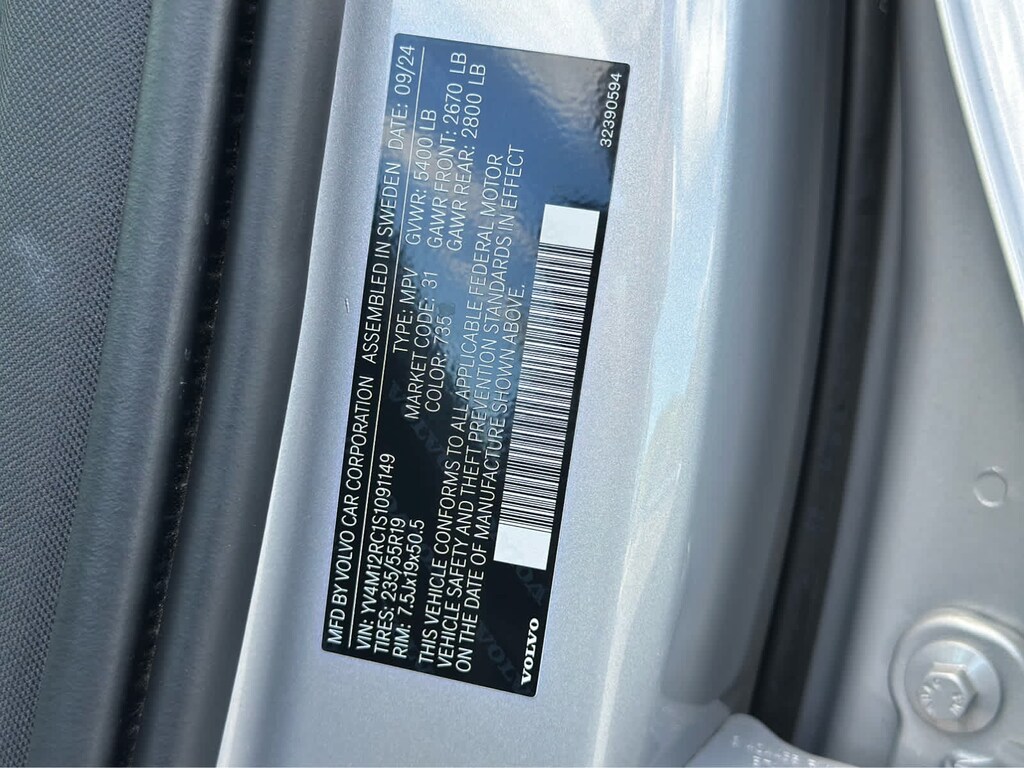 MFD BY VOLVO CAR CORPORATION ASSEMBLED IN SWEDEN DATE: 09/24
VIN: YV4M12RC1S1091149 TYPE: MPV GVWR: 5400 LB
TIRES: 235/55R19 MARKET CODE: 31 GAWR FRONT: 2670 LB
RIM: 7.5Jx19x50.5 COLOR: 735 GAWR REAR: 2800 LB
THIS VEHICLE CONFORMS TO ALL APPLICABLE FEDERAL MOTOR
VEHICLE SAFETY AND THEFT PREVENTION STANDARDS IN EFFECT
ON THE DATE OF MANUFACTURE SHOWN ABOVE.
VOLVO
32390594